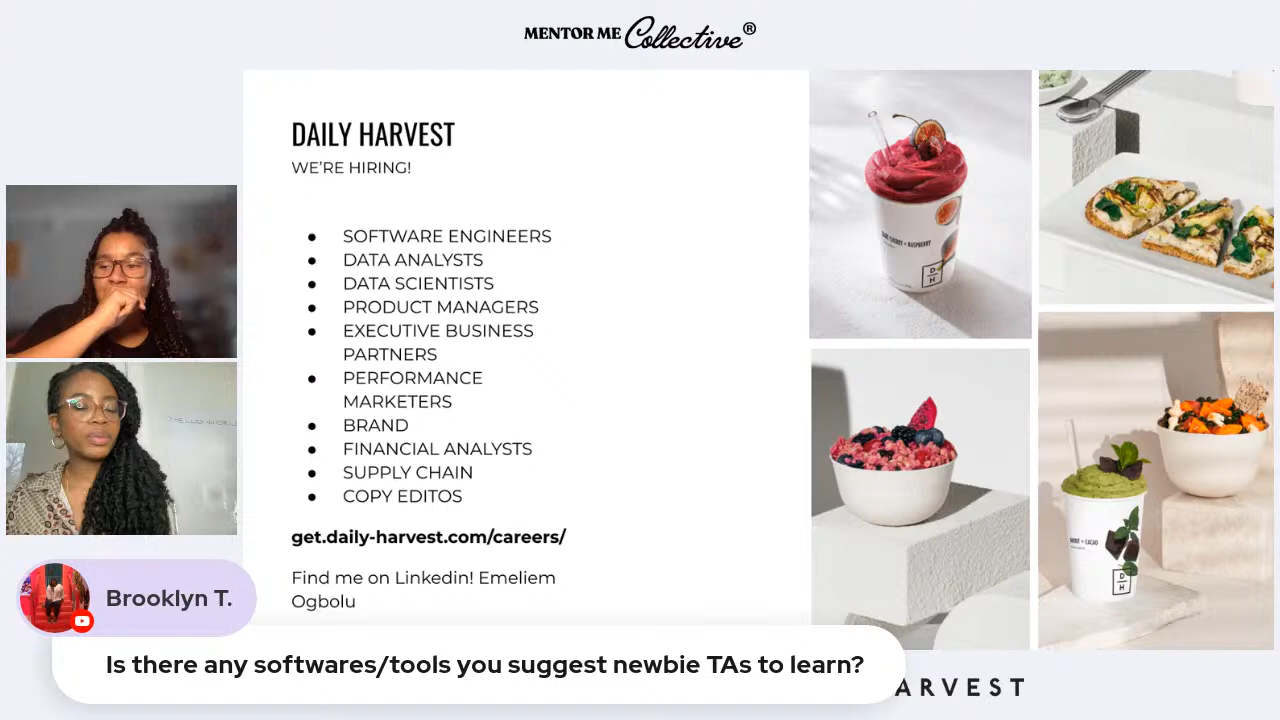 MENTOR ME Collective®
DAILY HARVEST
WE'RE HIRING!
● SOFTWARE ENGINEERS
● DATA ANALYSTS
● DATA SCIENTISTS
● PRODUCT MANAGERS
● EXECUTIVE BUSINESS
PARTNERS
● PERFORMANCE
MARKETERS
● BRAND
● FINANCIAL ANALYSTS
● SUPPLY CHAIN
● COPY EDITOS
get.daily-harvest.com/careers/
Find me on Linkedin! Emeliem
Ogbolu
D
H
D
H
Brooklyn T.
Is there any softwares/tools you suggest newbie TAs to learn?
ARVEST